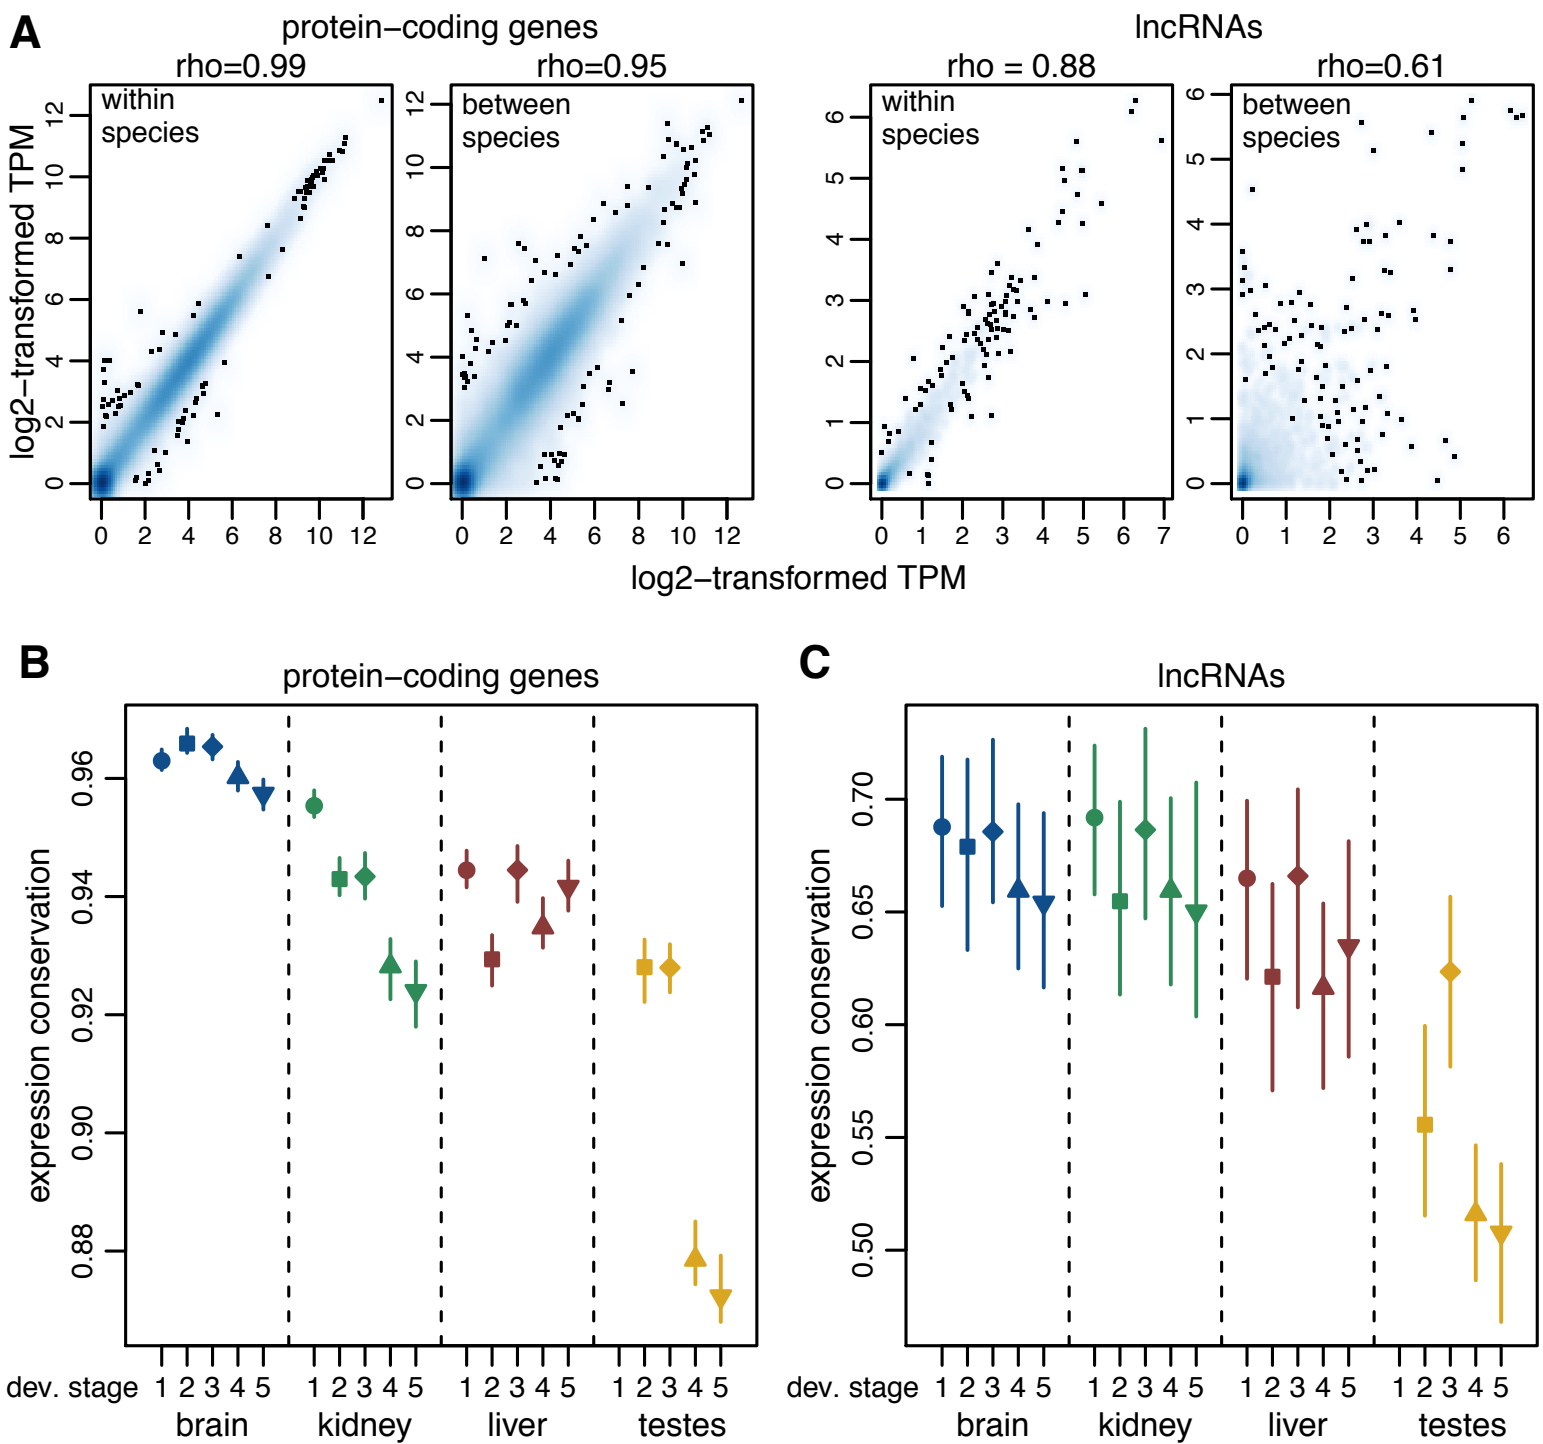 A
protein−coding genes
lncRNAs
rho=0.99
rho=0.95
rho = 0.88
rho=0.61
within
species
between
species
within
species
between
species
log2−transformed TPM
0 2 4 6 8 10 12
0 2 4 6 8 10 12
0 1 2 3 4 5 6
0 1 2 3 4 5 6
0 2 4 6 8 10 12
0 2 4 6 8 10 12
0 1 2 3 4 5 6 7
0 1 2 3 4 5 6
log2−transformed TPM
B
protein−coding genes
expression conservation
0.88 0.90 0.92 0.94 0.96
dev. stage 1 2 3 4 5 1 2 3 4 5 1 2 3 4 5 1 2 3 4 5
brain kidney liver testes
C
lncRNAs
expression conservation
0.50 0.55 0.60 0.65 0.70
dev. stage 1 2 3 4 5 1 2 3 4 5 1 2 3 4 5 1 2 3 4 5
brain kidney liver testes